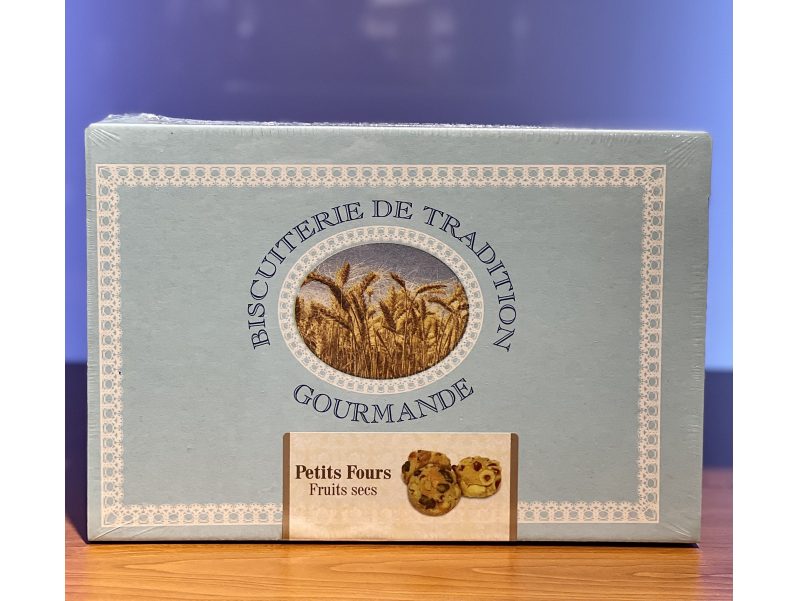 BISCUITERIE DE TRADITION
GOURMANDE
Petits Fours
Fruits secs